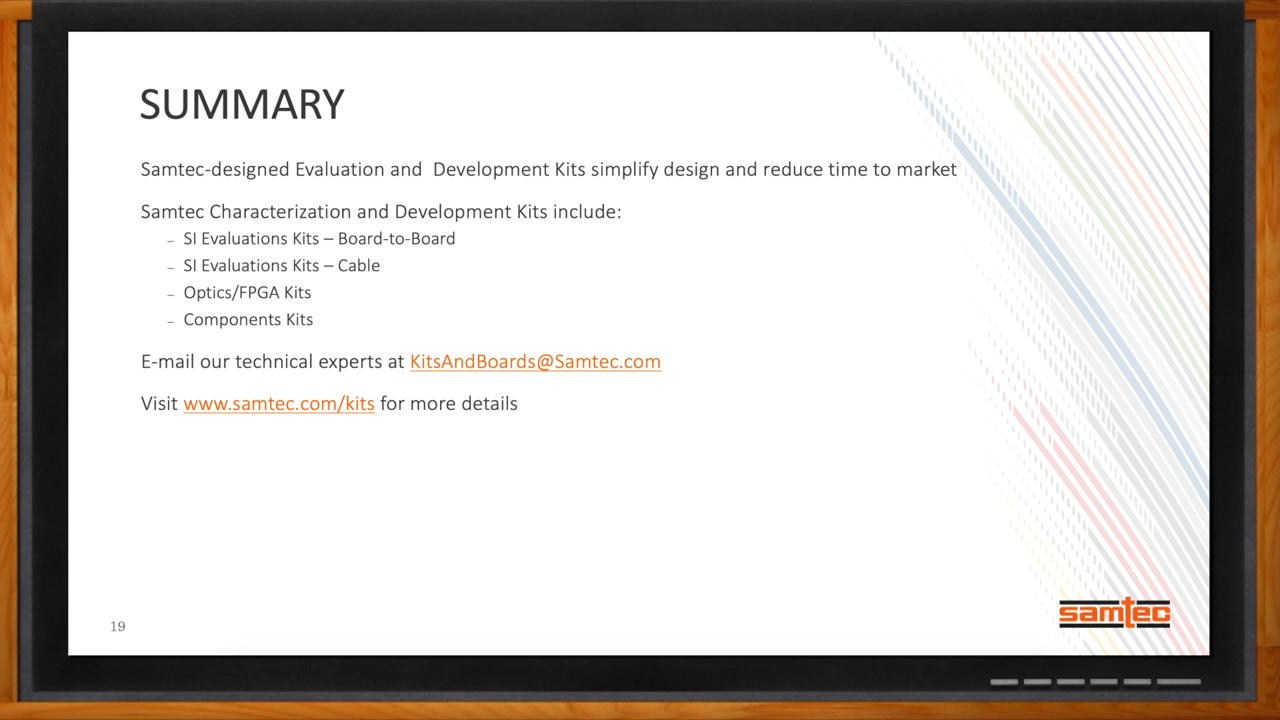 SUMMARY
Samtec-designed Evaluation and  Development Kits simplify design and reduce time to market
Samtec Characterization and Development Kits include:
– SI Evaluations Kits – Board-to-Board
– SI Evaluations Kits – Cable
– Optics/FPGA Kits
– Components Kits
E-mail our technical experts at KitsAndBoards@Samtec.com
Visit www.samtec.com/kits for more details
19
samtec